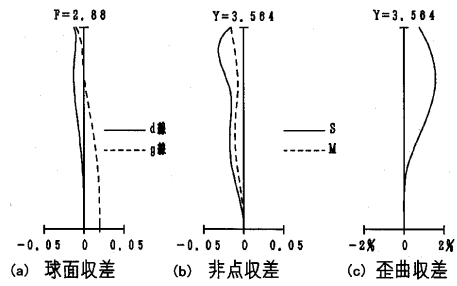 F=2.88
Y=3.564
Y=3.564
d線
g線
S
M
-0.05 0 0.05
-0.05 0 0.05
-2% 0 2%
(a) 球面収差
(b) 非点収差
(c) 歪曲収差